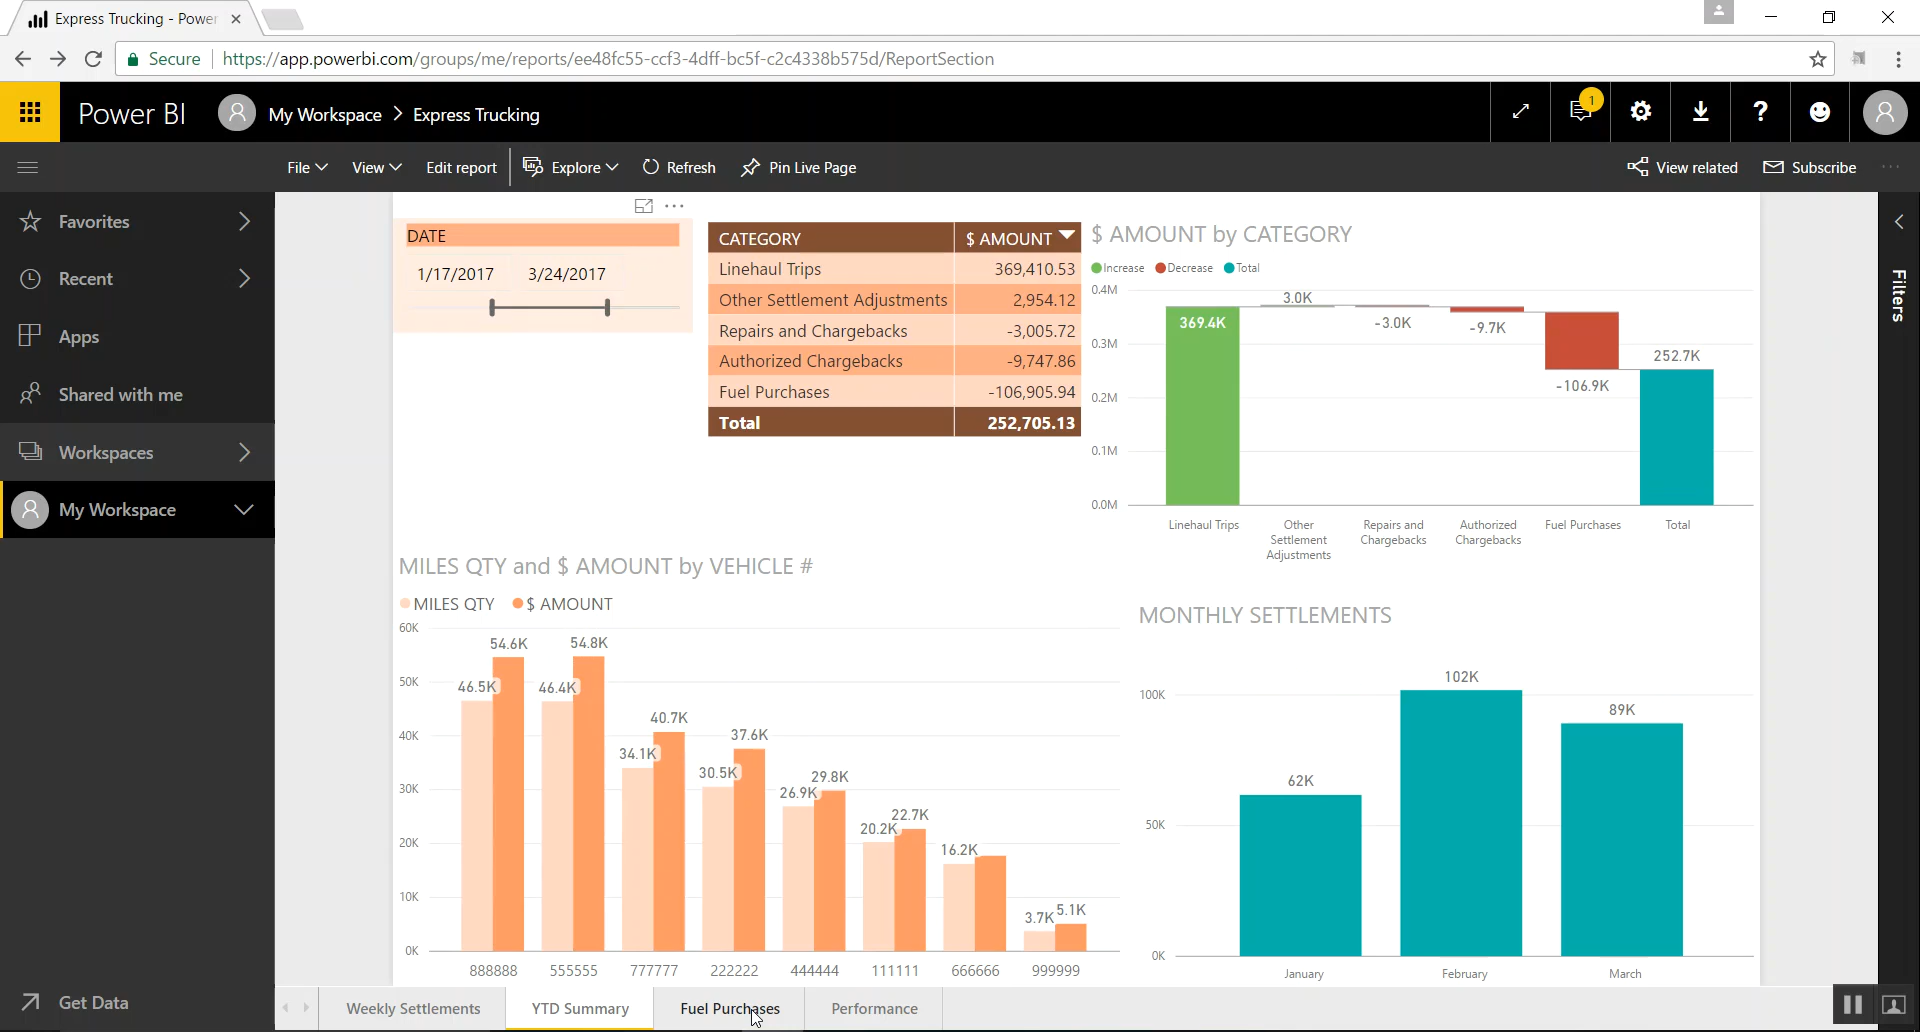 Express Trucking - Power
Secure https://app.powerbi.com/groups/me/reports/ee48fc55-ccf3-4dff-bc5f-c2c4338b575d/ReportSection
Power BI My Workspace > Express Trucking
1
?
File View Edit report Explore Refresh Pin Live Page View related Subscribe
Favorites
Recent
Apps
Shared with me
Workspaces
My Workspace
Get Data
Filters
DATE
1/17/2017 3/24/2017
CATEGORY $ AMOUNT
Linehaul Trips 369,410.53
Other Settlement Adjustments 2,954.12
Repairs and Chargebacks -3,005.72
Authorized Chargebacks -9,747.86
Fuel Purchases -106,905.94
Total 252,705.13
$ AMOUNT by CATEGORY
Increase Decrease Total
0.4M
0.3M
0.2M
0.1M
0.0M
369.4K
3.0K
-3.0K
-9.7K
-106.9K
252.7K
Linehaul Trips Other Repairs and Authorized Fuel Purchases Total
Settlement Chargebacks Chargebacks
Adjustments
MILES QTY and $ AMOUNT by VEHICLE #
MILES QTY $ AMOUNT
60K
50K
40K
30K
20K
10K
0K
46.5K 54.6K
46.4K 54.8K
34.1K 40.7K
30.5K 37.6K
26.9K 29.8K
20.2K 22.7K
16.2K
3.7K 5.1K
888888 555555 777777 222222 444444 111111 666666 999999
MONTHLY SETTLEMENTS
100K
50K
0K
62K
102K
89K
January February March
Weekly Settlements YTD Summary Fuel Purchases Performance